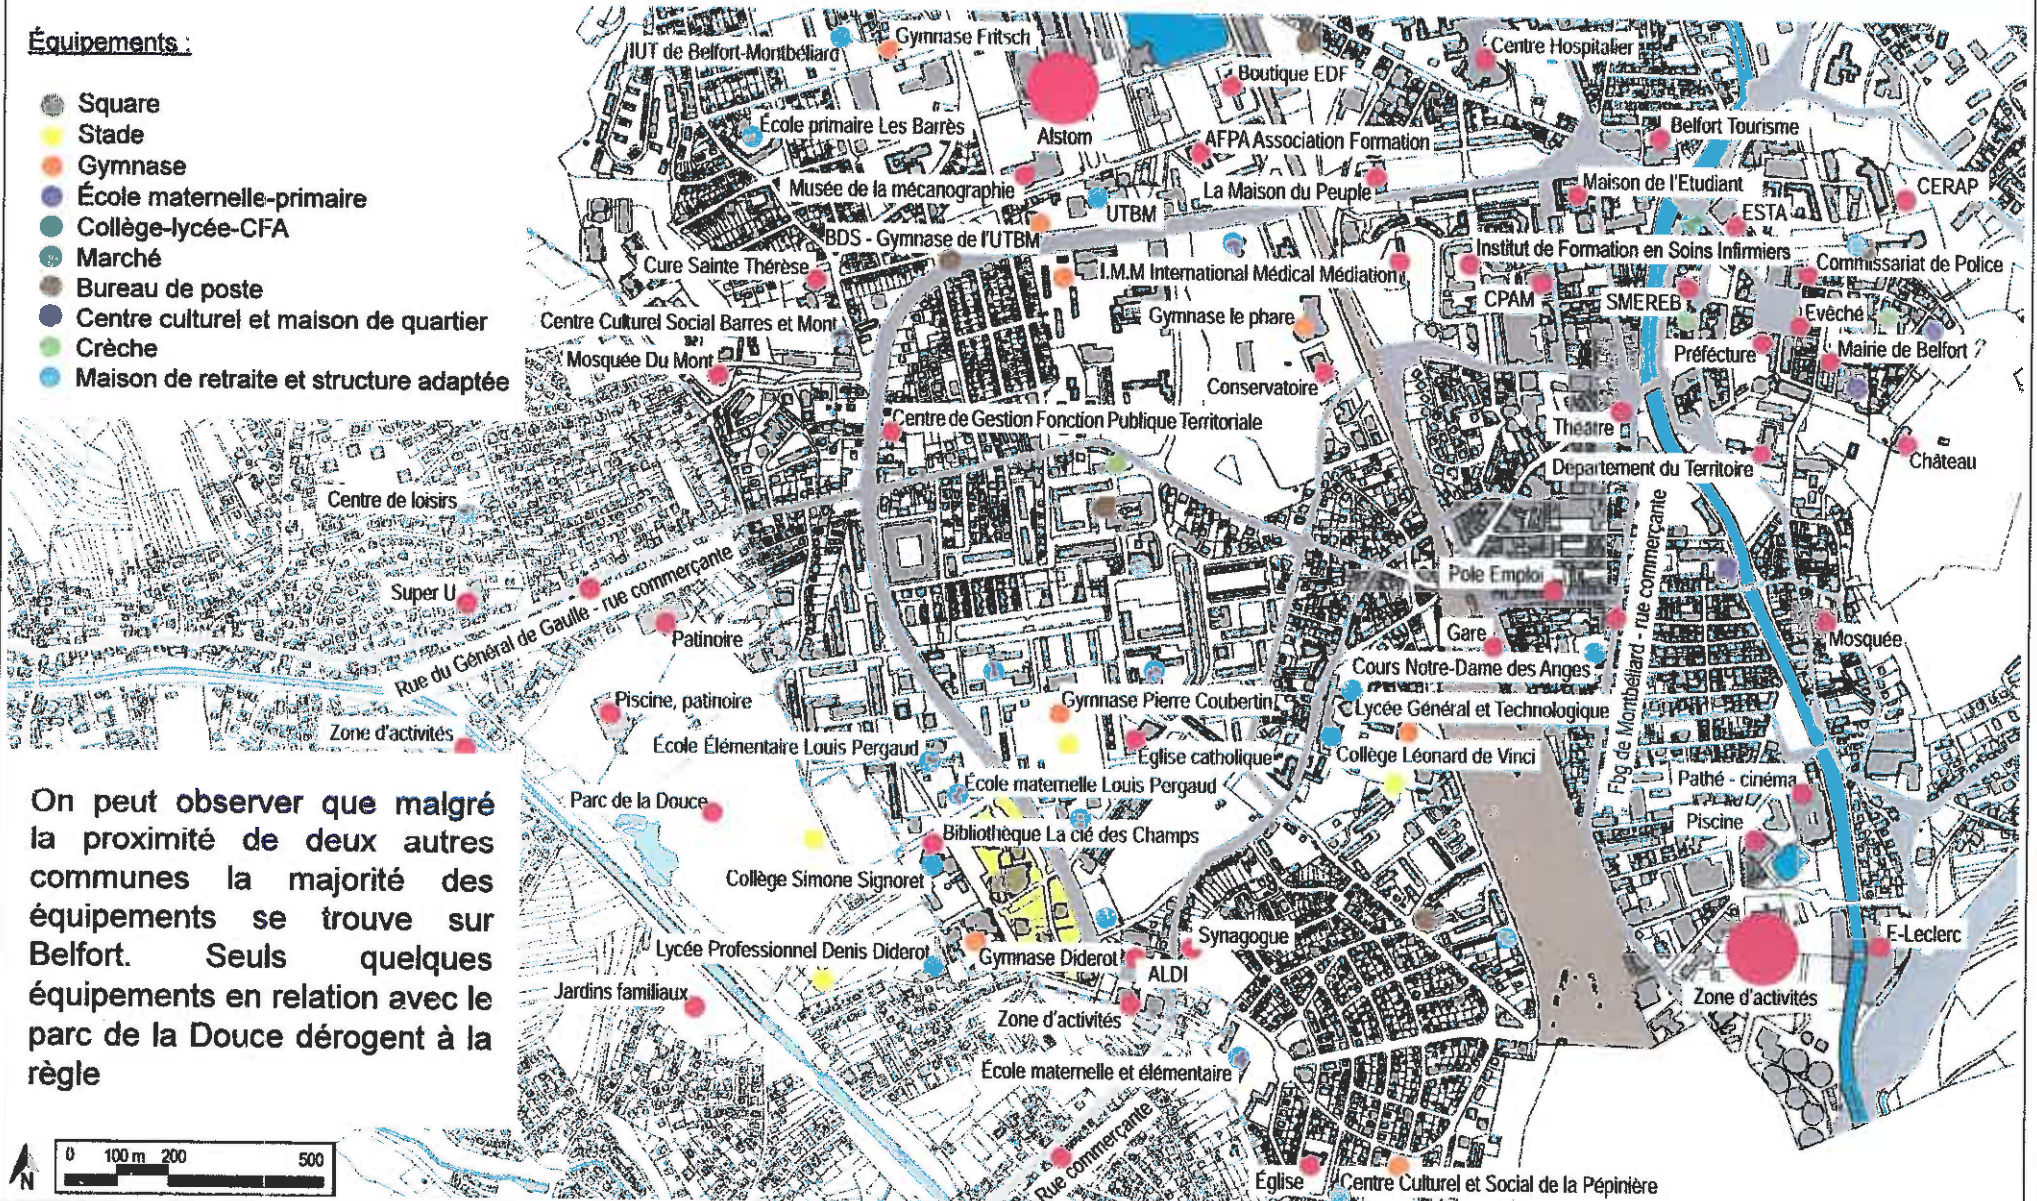 Équipements :
Square
Stade
Gymnase
École maternelle-primaire
Collège-lycée-CFA
Marché
Bureau de poste
Centre culturel et maison de quartier
Crèche
Maison de retraite et structure adaptée
IUT de Belfort-Montbéliard
Gymnase Fritsch
Centre Hospitalier
Boutique EDF
École primaire Les Barrès
Alstom
AFPA Association Formation
Belfort Tourisme
Musée de la mécanographie
La Maison du Peuple
Maison de l'Etudiant
CERAP
UTBM
ESTA
BDS - Gymnase de l'UTBM
Institut de Formation en Soins Infirmiers
Cure Sainte Thérèse
I.M.M International Médical Médiation
Commissariat de Police
CPAM
SMEREB
Centre Culturel Social Barres et Mont
Gymnase le phare
Evêché
Mosquée Du Mont
Préfécture
Mairie de Belfort
Conservatoire
Centre de Gestion Fonction Publique Territoriale
Théatre
Département du Territoire
Château
Centre de loisirs
Super U
Rue du Général de Gaulle - rue commerçante
Pole Emploi
Fbg de Montbéliard - rue commerçante
Patinoire
Gare
Mosquée
Cours Notre-Dame des Anges
Piscine, patinoire
Gymnase Pierre Coubertin
Lycée Général et Technologique
Zone d'activités
École Élémentaire Louis Pergaud
Eglise catholique
Collège Léonard de Vinci
École maternelle Louis Pergaud
Pathé - cinéma
Parc de la Douce
Piscine
Bibliothèque La clé des Champs
Collège Simone Signoret
Synagogue
E-Leclerc
Lycée Professionnel Denis Diderot
Gymnase Diderot
ALDI
Jardins familiaux
Zone d'activités
Zone d'activités
École maternelle et élémentaire
Rue commerçante
Église
Centre Culturel et Social de la Pépinière
On peut observer que malgré
la proximité de deux autres
communes la majorité des
équipements se trouve sur
Belfort. Seuls quelques
équipements en relation avec le
parc de la Douce dérogent à la
règle
N
0 100 m 200 500